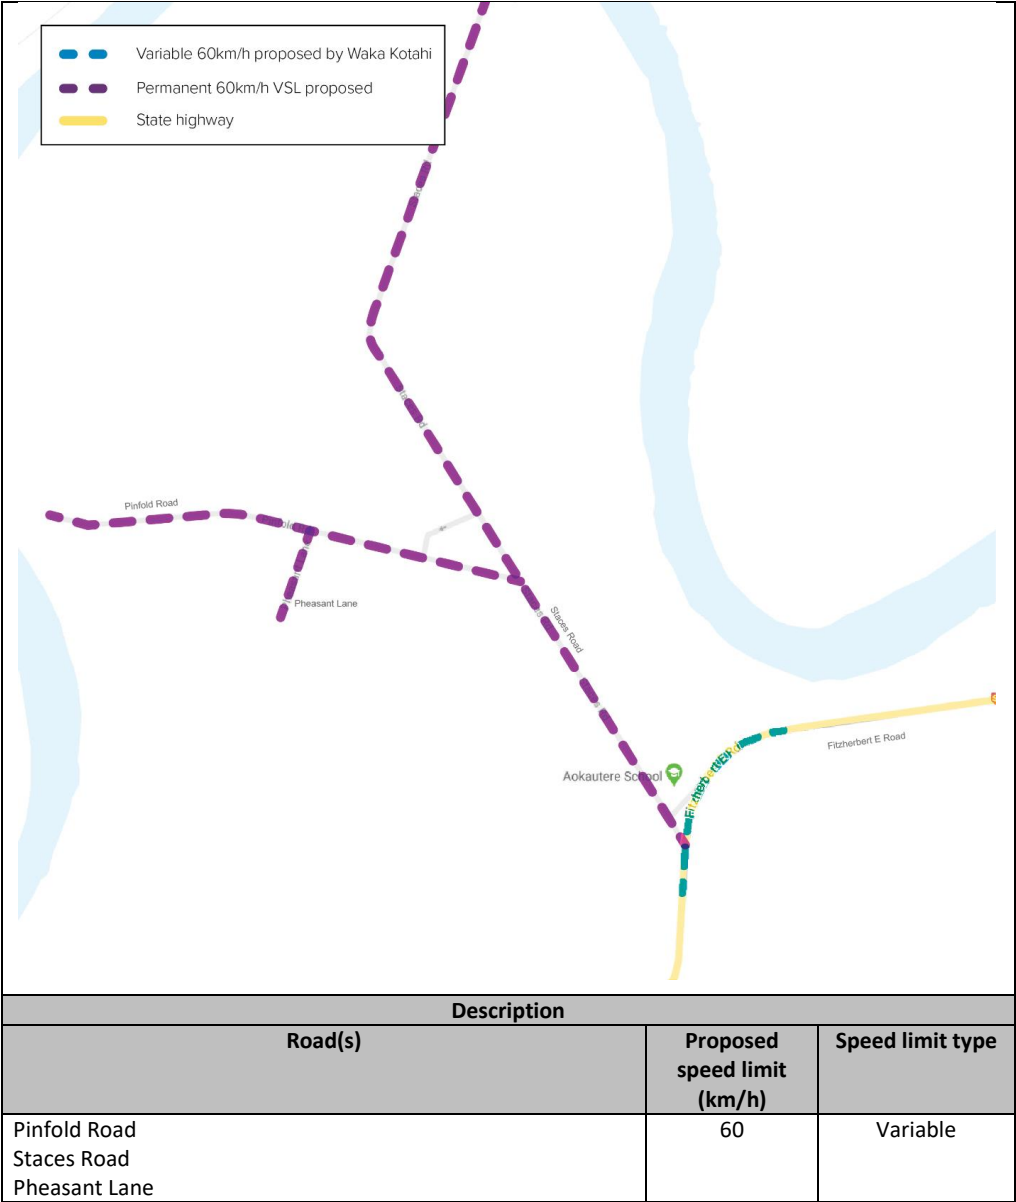 Variable 60km/h proposed by Waka Kotahi
Permanent 60km/h VSL proposed
State highway
Pinfold Road
Pheasant Lane
Staces Road
Fitzherbert E Road
Aokautere School
Description
Road(s)
Proposed speed limit (km/h)
Speed limit type
Pinfold Road
60
Variable
Staces Road
Pheasant Lane